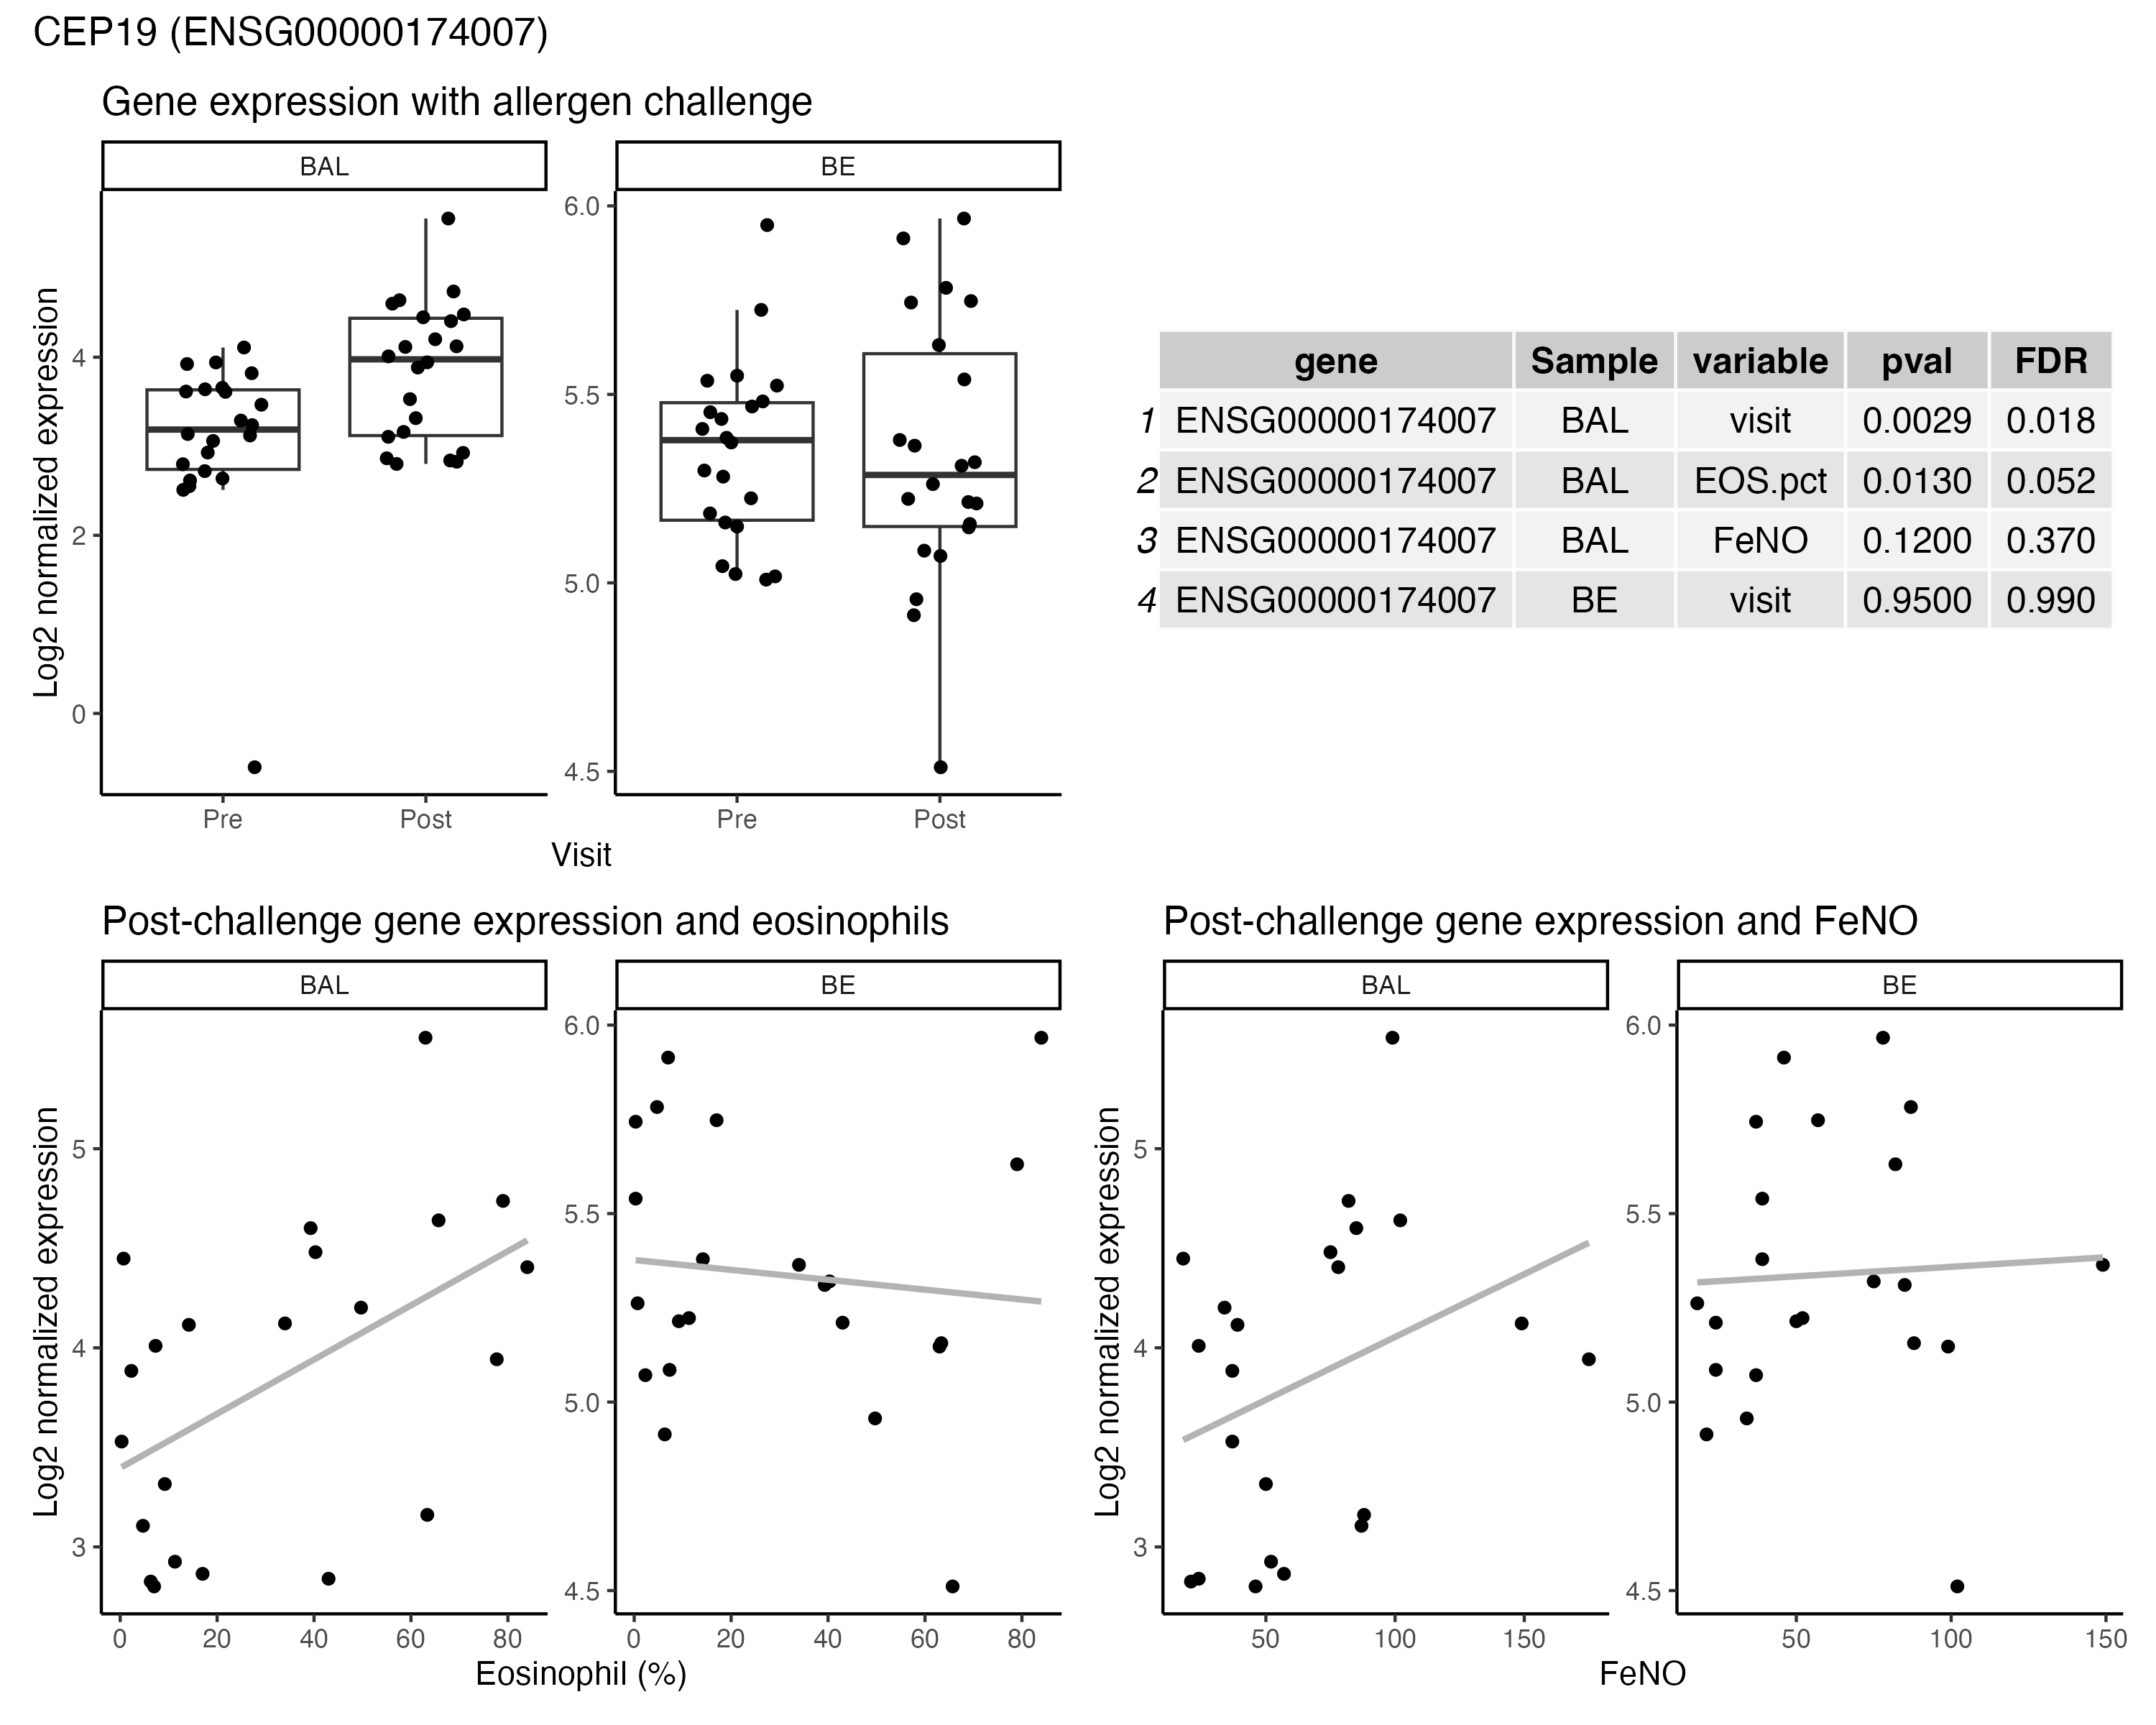 CEP19 (ENSG00000174007)
Gene expression with allergen challenge
BAL
BE
Log2 normalized expression
4
2
0
6.0
5.5
5.0
4.5
Pre
Post
Pre
Post
Visit
gene Sample variable pval FDR
1 ENSG00000174007 BAL visit 0.0029 0.018
2 ENSG00000174007 BAL EOS.pct 0.0130 0.052
3 ENSG00000174007 BAL FeNO 0.1200 0.370
4 ENSG00000174007 BE visit 0.9500 0.990
Post-challenge gene expression and eosinophils
BAL
BE
Log2 normalized expression
5
4
3
6.0
5.5
5.0
4.5
0 20 40 60 80
0 20 40 60 80
Eosinophil (%)
Post-challenge gene expression and FeNO
BAL
BE
Log2 normalized expression
5
4
3
6.0
5.5
5.0
4.5
50 100 150
50 100 150
FeNO